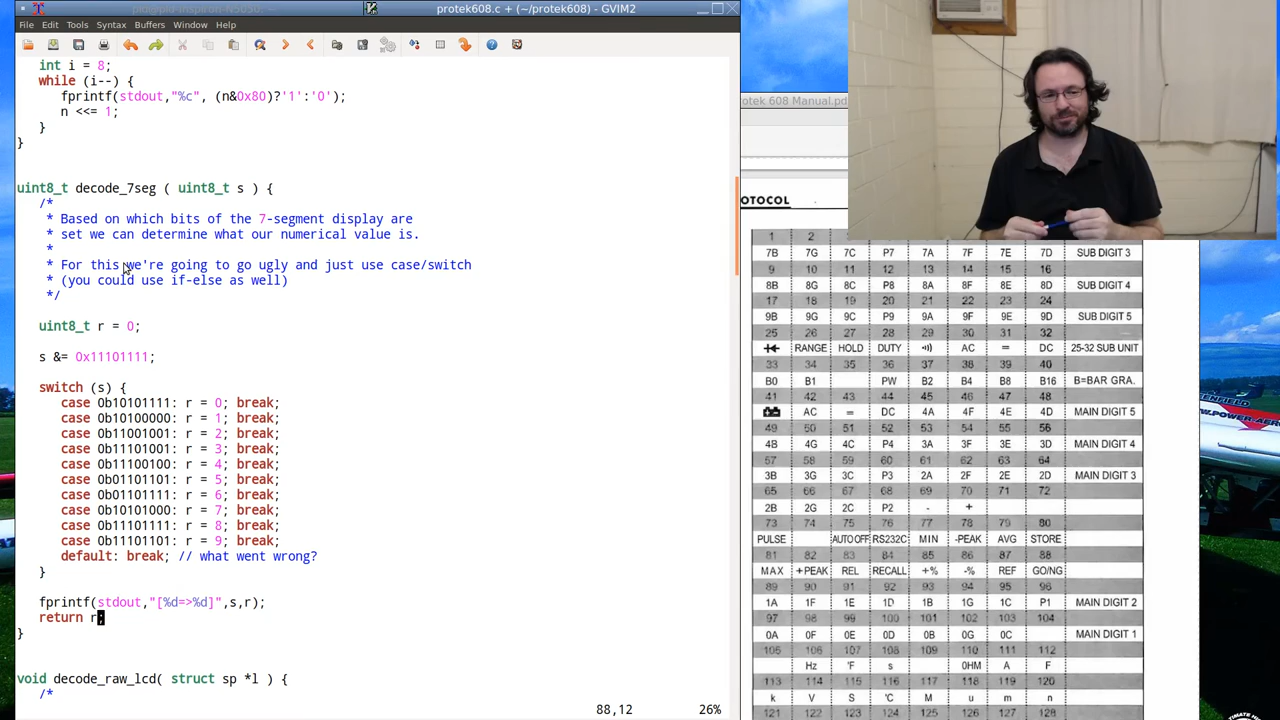 protek608.c + (~/protek608) - GVIM2
File Edit Tools Syntax Buffers Window Help
int i = 8;
while (i--) {
fprintf(stdout,"%c", (n&0x80)?'1':'0');
n <<= 1;
}
}
uint8_t decode_7seg ( uint8_t s ) {
/*
* Based on which bits of the 7-segment display are
* set we can determine what our numerical value is.
*
* For this we're going to go ugly and just use case/switch
* (you could use if-else as well)
*/
uint8_t r = 0;
s &= 0x11101111;
switch (s) {
case 0b10101111: r = 0; break;
case 0b10100000: r = 1; break;
case 0b11001001: r = 2; break;
case 0b11101001: r = 3; break;
case 0b11100100: r = 4; break;
case 0b01101101: r = 5; break;
case 0b01101111: r = 6; break;
case 0b10101000: r = 7; break;
case 0b11101111: r = 8; break;
case 0b11101101: r = 9; break;
default: break; // what went wrong?
}
fprintf(stdout,"[%d=>%d]",s,r);
return r;
}
void decode_raw_lcd( struct sp *l ) {
/*
88,12 26%
otek 608 Manual.pd
OTOCOL
1 2
7B 7G 7C P7 7A 7F 7E 7D SUB DIGIT 3
9 10 11 12 13 14 15 16
8B 8G 8C P8 8A 8F 8E 8D SUB DIGIT 4
17 18 19 20 21 22 23 24
9B 9G 9C P9 9A 9F 9E 9D SUB DIGIT 5
25 26 27 28 29 30 31 32
RANGE HOLD DUTY AC = DC 25-32 SUB UNIT
33 34 35 36 37 38 39 40
B0 B1 PW B2 B4 B8 B16 B=BAR GRA.
41 42 43 44 45 46 47 48
AC = DC 4A 4F 4E 4D MAIN DIGIT 5
49 50 51 52 53 54 55 56
4B 4G 4C P4 3A 3F 3E 3D MAIN DIGIT 4
57 58 59 60 61 62 63 64
3B 3G 3C P3 2A 2F 2E 2D MAIN DIGIT 3
65 66 67 68 69 70 71 72
2B 2G 2C P2 - +
73 74 75 76 77 78 79 80
PULSE AUTO OFF RS232C MIN -PEAK AVG STORE
81 82 83 84 85 86 87 88
MAX +PEAK REL RECALL +% -% REF GO/NG
89 90 91 92 93 94 95 96
1A 1F 1E 1D 1B 1G 1C P1 MAIN DIGIT 2
97 98 99 100 101 102 103 104
0A 0F 0E 0D 0B 0G 0C MAIN DIGIT 1
105 106 107 108 109 110 111 112
Hz 'F s 0HM A F
113 114 115 116 117 118 119 120
k V S 'C M u m n
121 122 123 124 125 126 127 128